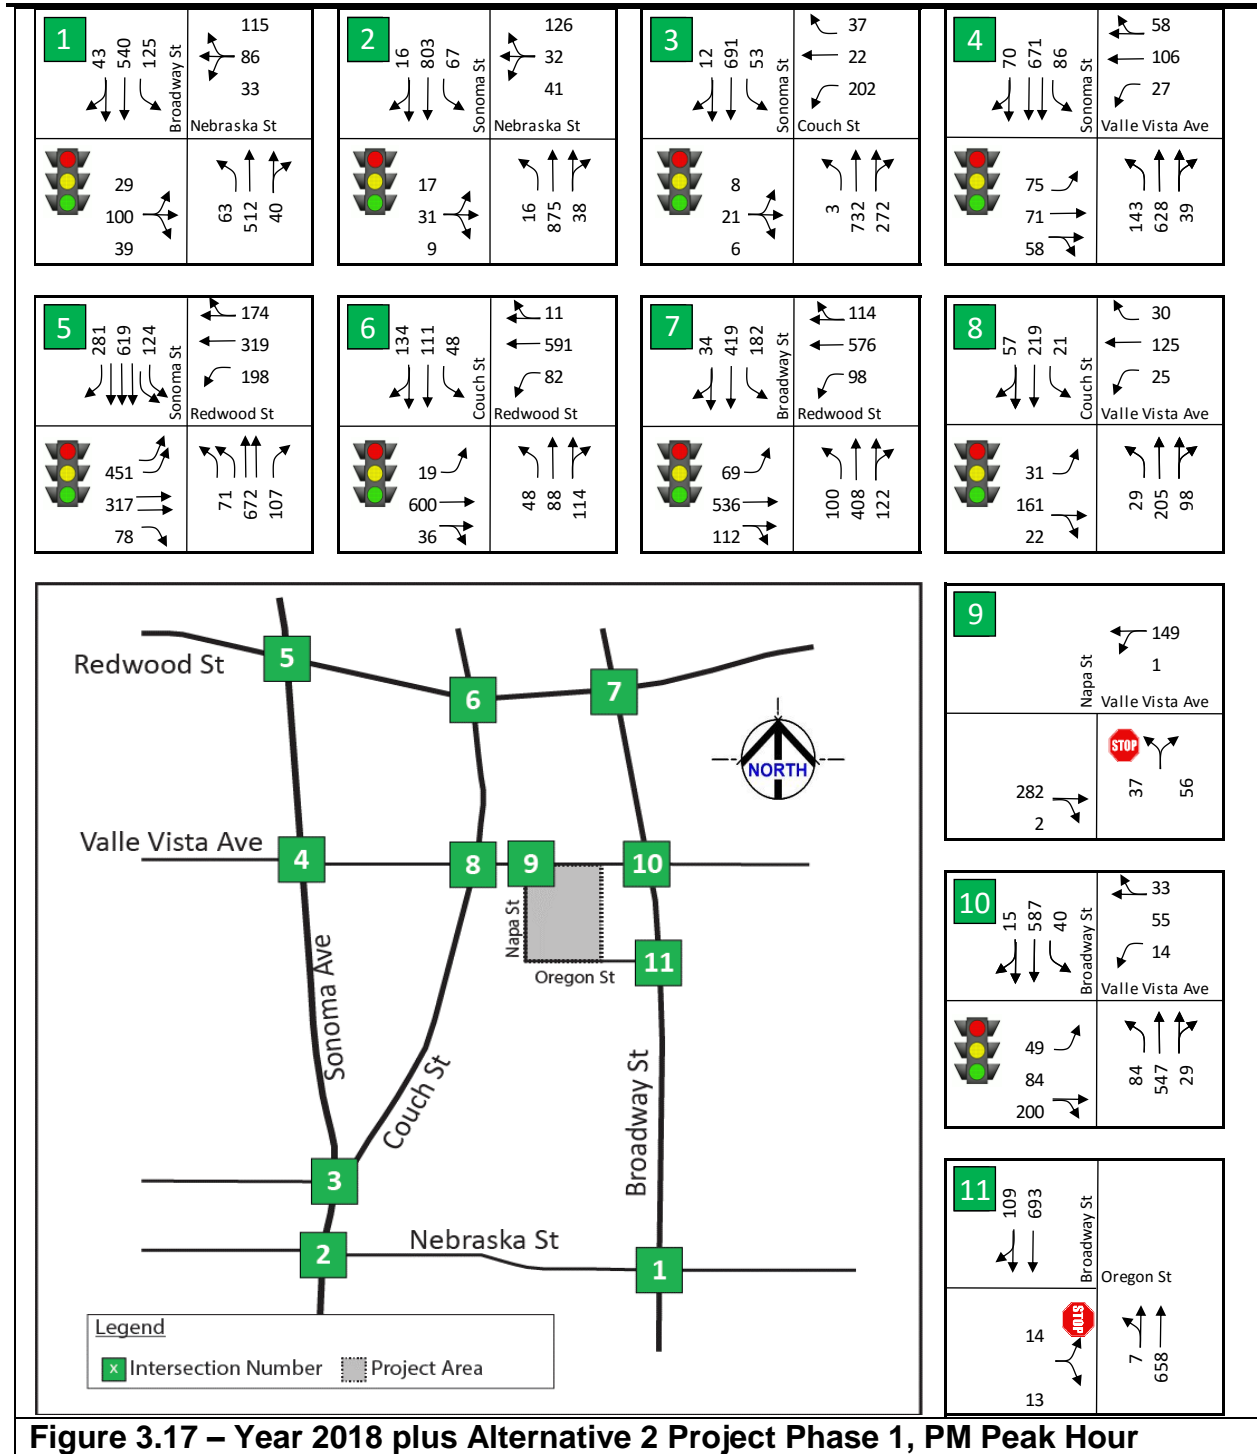 1
43 540 125
Broadway St
115
86
33
Nebraska St
29
100
39
63 512 40
2
16 803 67
Sonoma St
126
32
41
Nebraska St
17
31
9
16 875 38
3
12 691 53
Sonoma St
37
22
202
Couch St
8
21
6
3 732 272
4
70 671 86
Sonoma St
58
106
27
Valle Vista Ave
75
71
58
143 628 39
5
281 619 124
Sonoma St
174
319
198
Redwood St
451
317
78
71 672 107
6
134 111 48
Couch St
11
591
82
Redwood St
19
600
36
48 88 114
7
34 419 182
Broadway St
114
576
98
Redwood St
69
536
112
100 408 122
8
57 219 21
Couch St
30
125
25
Valle Vista Ave
31
161
22
29 205 98
9
Napa St
149
1
Valle Vista Ave
STOP
282
2
37 56
10
15 587 40
Broadway St
33
55
14
Valle Vista Ave
49
84
200
84 547 29
11
109 693
Broadway St
Oregon St
STOP
14
13
7 658
Redwood St
5
6
7
NORTH
Valle Vista Ave
4
8
9
10
Napa St
Oregon St
11
Sonoma Ave
Couch St
Broadway St
3
2
Nebraska St
1
Legend
x Intersection Number
Project Area
Figure 3.17 – Year 2018 plus Alternative 2 Project Phase 1, PM Peak Hour